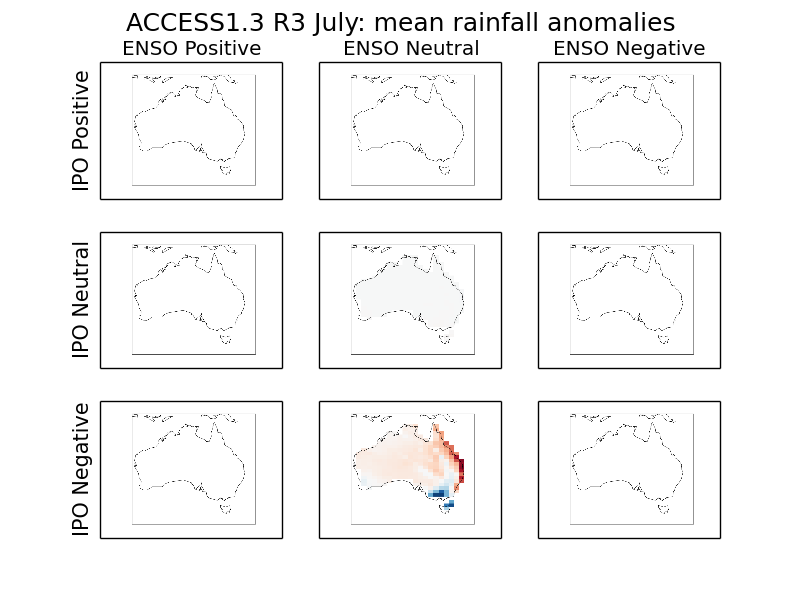 ACCESS1.3 R3 July: mean rainfall anomalies
ENSO Positive
ENSO Neutral
ENSO Negative
IPO Positive
IPO Neutral
IPO Negative